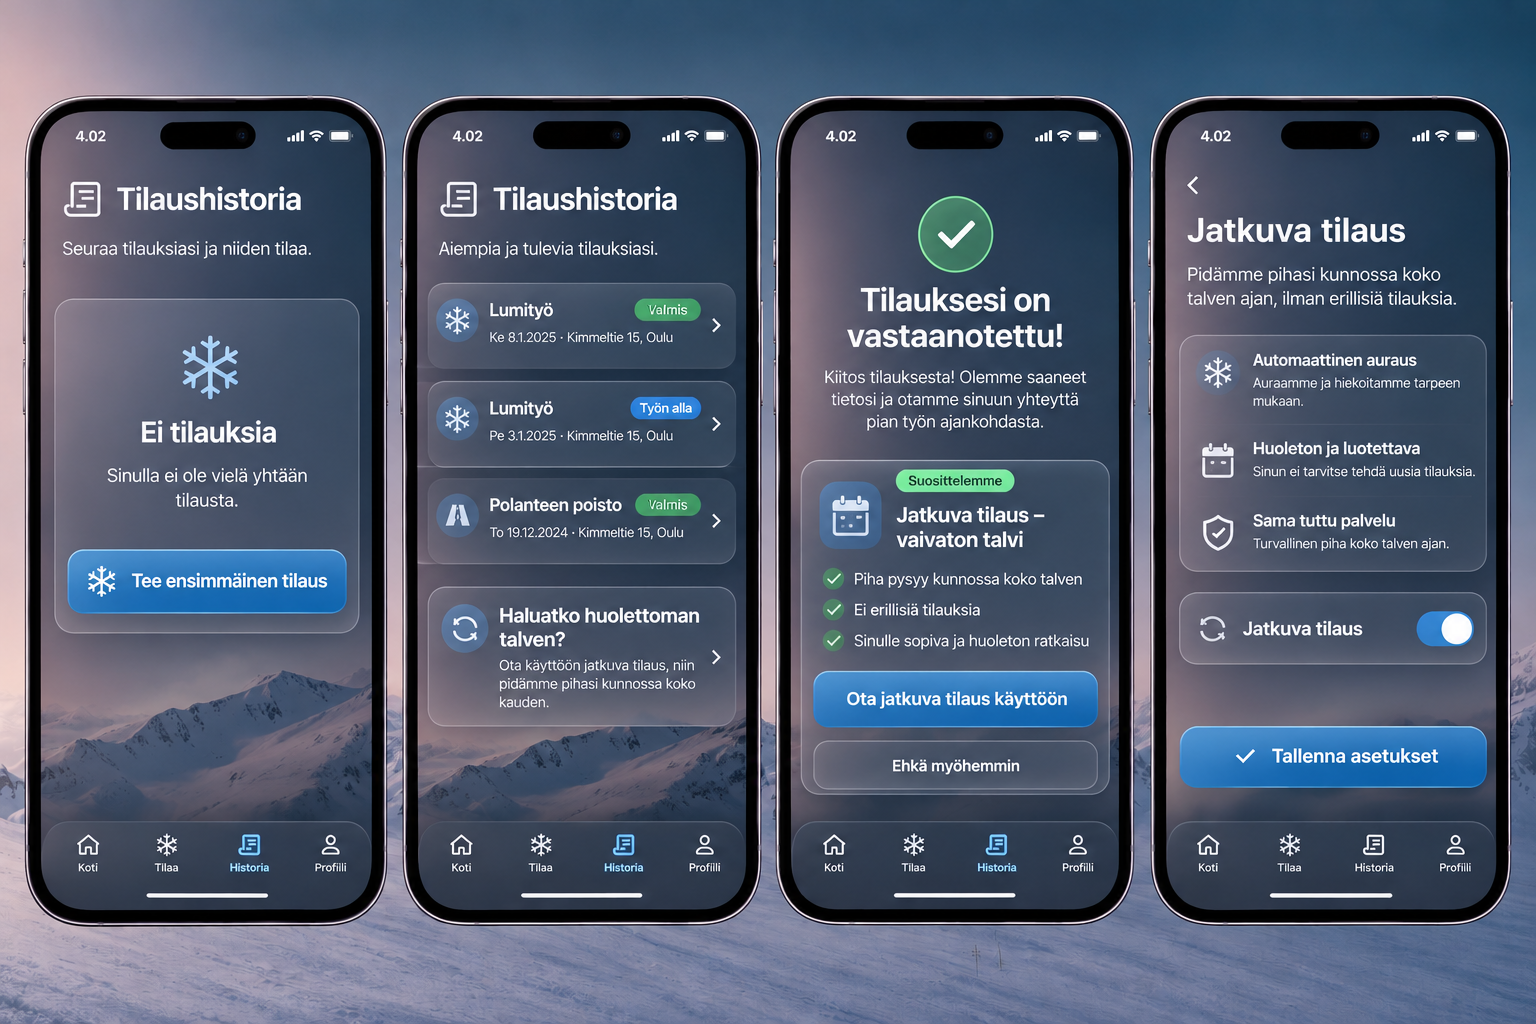 4.02
Tilaushistoria
Seuraa tilauksiasi ja niiden tilaa.
Ei tilauksia
Sinulla ei ole vielä yhtään
tilausta.
Tee ensimmäinen tilaus
Koti
Tilaa
Historia
Profiili
4.02
Tilaushistoria
Aiempia ja tulevia tilauksiasi.
Lumityö
Valmis
Ke 8.1.2025 · Kimmeltie 15, Oulu
Lumityö
Työn alla
Pe 3.1.2025 · Kimmeltie 15, Oulu
Polanteen poisto
Valmis
To 19.12.2024 · Kimmeltie 15, Oulu
Haluatko huolettoman
talven?
Ota käyttöön jatkuva tilaus, niin
pidämme pihasi kunnossa koko
kauden.
Koti
Tilaa
Historia
Profiili
4.02
Tilauksesi on
vastaanotettu!
Kiitos tilauksesta! Olemme saaneet
tietosi ja otamme sinuun yhteyttä
pian työn ajankohdasta.
Suosittelemme
Jatkuva tilaus –
vaivaton talvi
Piha pysyy kunnossa koko talven
Ei erillisiä tilauksia
Sinulle sopiva ja huoleton ratkaisu
Ota jatkuva tilaus käyttöön
Ehkä myöhemmin
Koti
Tilaa
Historia
Profiili
4.02
Jatkuva tilaus
Pidämme pihasi kunnossa koko
talven ajan, ilman erillisiä tilauksia.
Automaattinen auraus
Auraamme ja hiekoitamme tarpeen
mukaan.
Huoleton ja luotettava
Sinun ei tarvitse tehdä uusia tilauksia.
Sama tuttu palvelu
Turvallinen piha koko talven ajan.
Jatkuva tilaus
Tallenna asetukset
Koti
Tilaa
Historia
Profiili